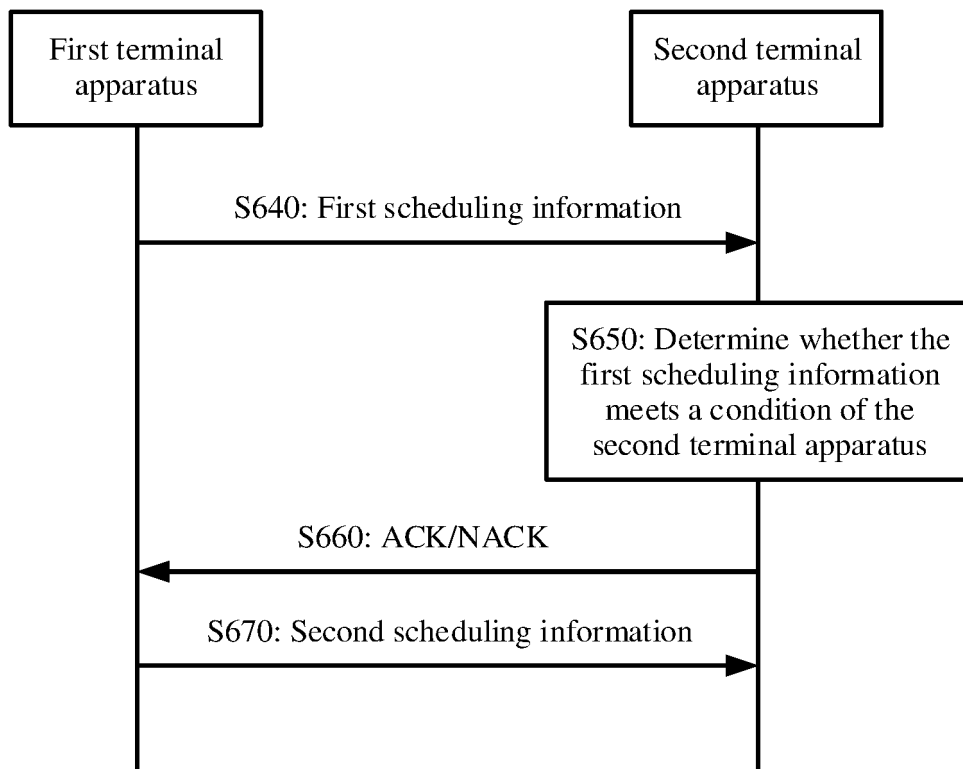 First terminal
apparatus
Second terminal
apparatus
S640: First scheduling information
S650: Determine whether the
first scheduling information
meets a condition of the
second terminal apparatus
S660: ACK/NACK
S670: Second scheduling information